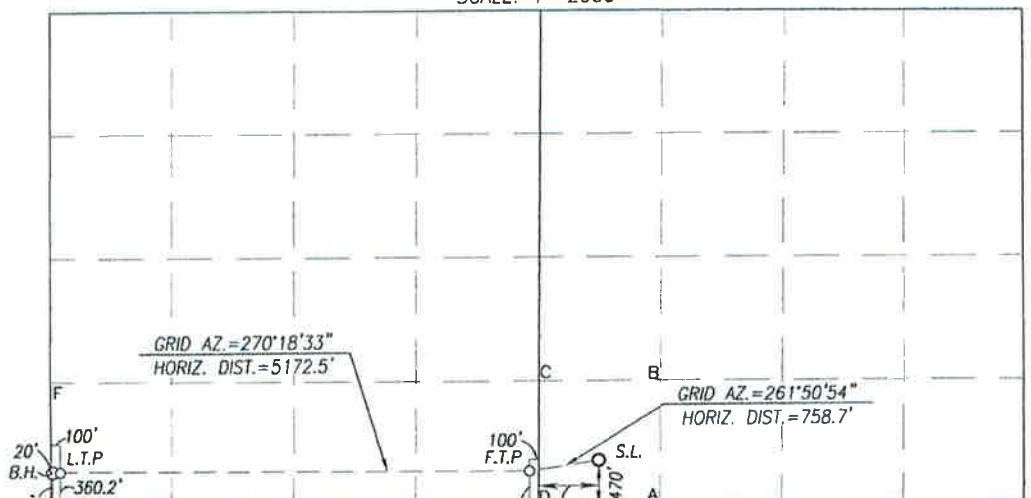 GRID AZ.=270°18'33"
HORIZ. DIST.=5172.5'
C
B
F
GRID AZ.=261°50'54"
HORIZ. DIST.=758.7'
100'
100'
S.L.
20'
L.T.P
F.T.P
B.H.
360.2'
470'